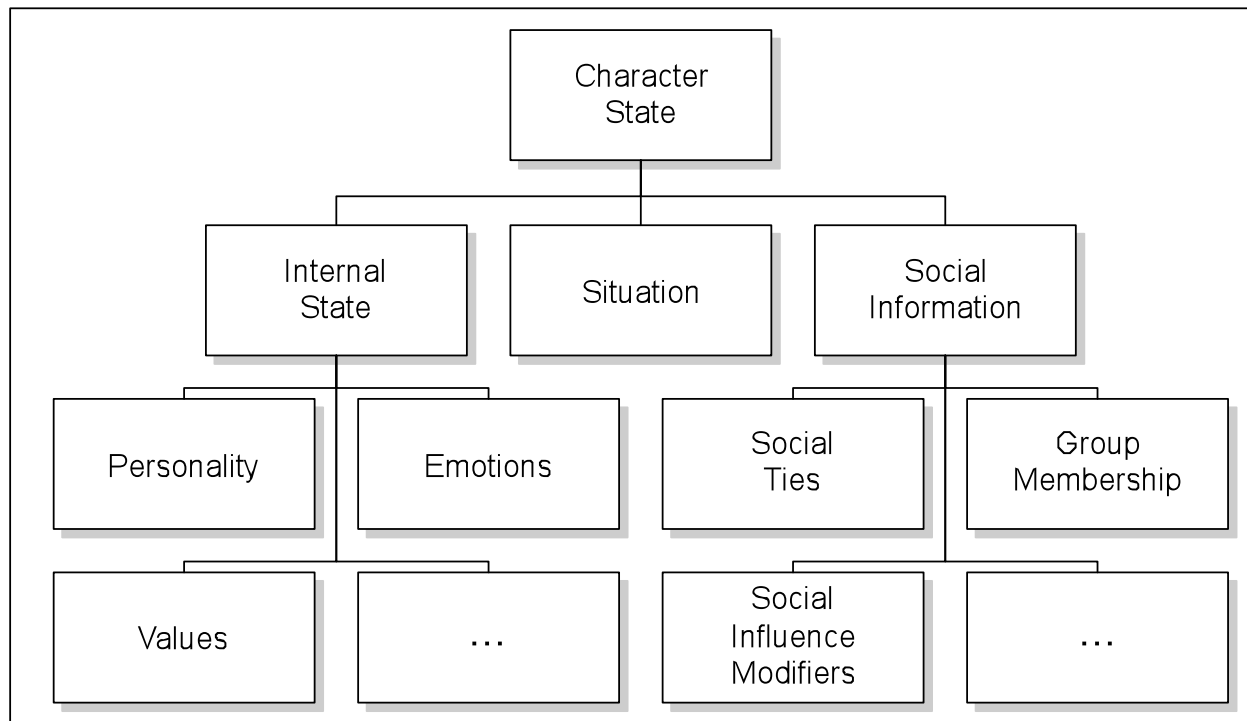 Character
State
Internal
State
Situation
Social
Information
Personality
Emotions
Social
Ties
Group
Membership
Values
...
Social
Influence
Modifiers
...